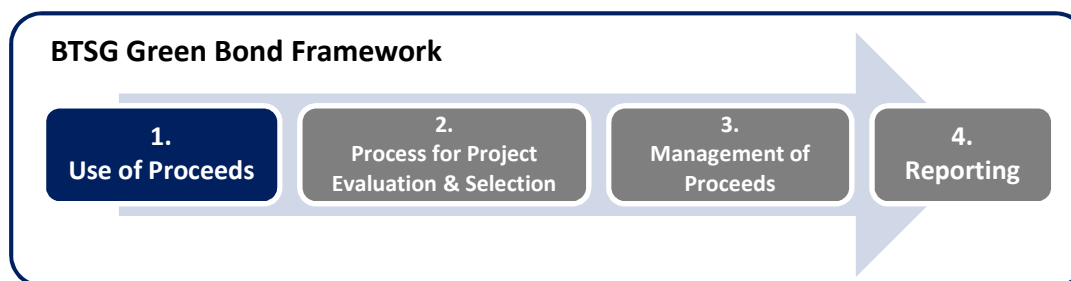 BTSG Green Bond Framework
1.
Use of Proceeds
2.
Process for Project
Evaluation & Selection
3.
Management of
Proceeds
4.
Reporting